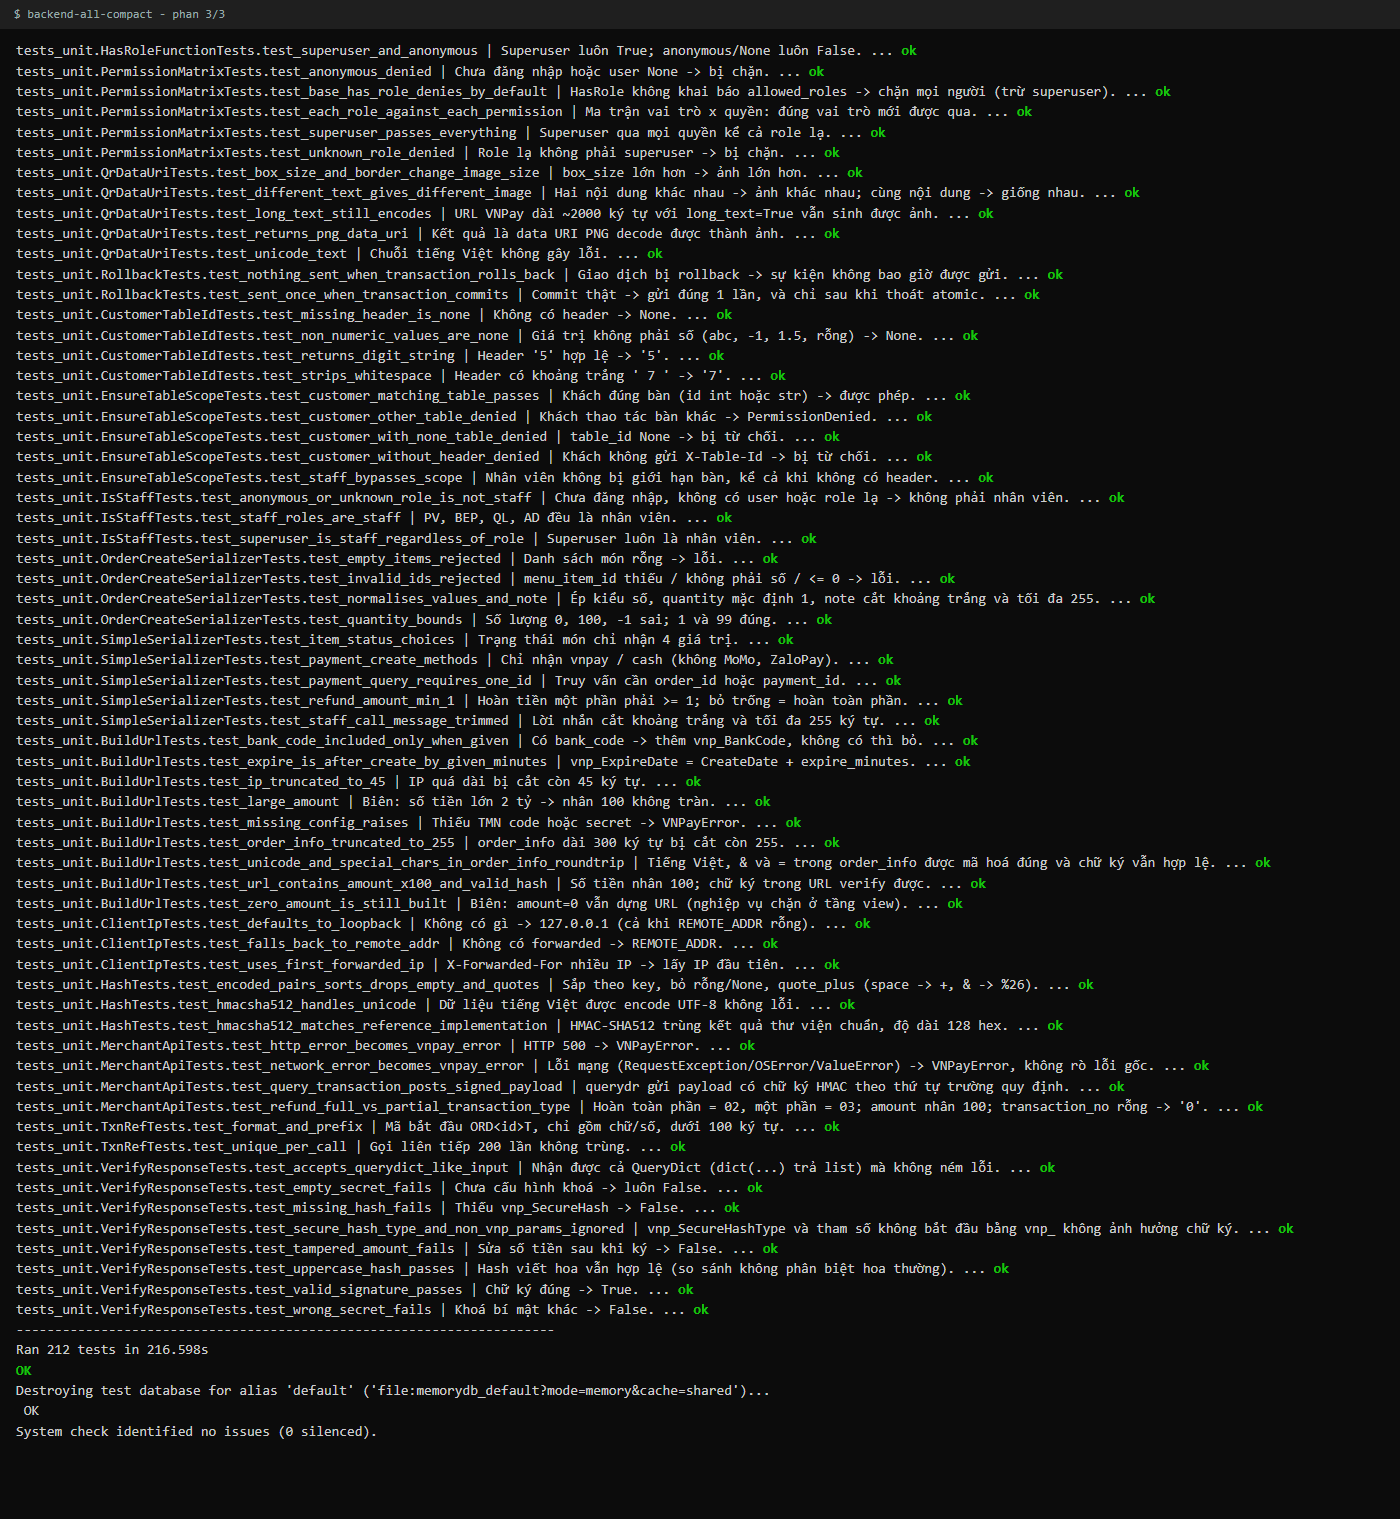 $ backend-all-compact - phan 3/3
tests_unit.HasRoleFunctionTests.test_superuser_and_anonymous | Superuser luôn True; anonymous/None luôn False. ... ok
tests_unit.PermissionMatrixTests.test_anonymous_denied | Chưa đăng nhập hoặc user None -> bị chặn. ... ok
tests_unit.PermissionMatrixTests.test_base_has_role_denies_by_default | HasRole không khai báo allowed_roles -> chặn mọi người (trừ superuser). ... ok
tests_unit.PermissionMatrixTests.test_each_role_against_each_permission | Ma trận vai trò x quyền: đúng vai trò mới được qua. ... ok
tests_unit.PermissionMatrixTests.test_superuser_passes_everything | Superuser qua mọi quyền kể cả role lạ. ... ok
tests_unit.PermissionMatrixTests.test_unknown_role_denied | Role lạ không phải superuser -> bị chặn. ... ok
tests_unit.QrDataUriTests.test_box_size_and_border_change_image_size | box_size lớn hơn -> ảnh lớn hơn. ... ok
tests_unit.QrDataUriTests.test_different_text_gives_different_image | Hai nội dung khác nhau -> ảnh khác nhau; cùng nội dung -> giống nhau. ... ok
tests_unit.QrDataUriTests.test_long_text_still_encodes | URL VNPay dài ~2000 ký tự với long_text=True vẫn sinh được ảnh. ... ok
tests_unit.QrDataUriTests.test_returns_png_data_uri | Kết quả là data URI PNG decode được thành ảnh. ... ok
tests_unit.QrDataUriTests.test_unicode_text | Chuỗi tiếng Việt không gây lỗi. ... ok
tests_unit.RollbackTests.test_nothing_sent_when_transaction_rolls_back | Giao dịch bị rollback -> sự kiện không bao giờ được gửi. ... ok
tests_unit.RollbackTests.test_sent_once_when_transaction_commits | Commit thật -> gửi đúng 1 lần, và chỉ sau khi thoát atomic. ... ok
tests_unit.CustomerTableIdTests.test_missing_header_is_none | Không có header -> None. ... ok
tests_unit.CustomerTableIdTests.test_non_numeric_values_are_none | Giá trị không phải số (abc, -1, 1.5, rỗng) -> None. ... ok
tests_unit.CustomerTableIdTests.test_returns_digit_string | Header '5' hợp lệ -> '5'. ... ok
tests_unit.CustomerTableIdTests.test_strips_whitespace | Header có khoảng trắng ' 7 ' -> '7'. ... ok
tests_unit.EnsureTableScopeTests.test_customer_matching_table_passes | Khách đúng bàn (id int hoặc str) -> được phép. ... ok
tests_unit.EnsureTableScopeTests.test_customer_other_table_denied | Khách thao tác bàn khác -> PermissionDenied. ... ok
tests_unit.EnsureTableScopeTests.test_customer_with_none_table_denied | table_id None -> bị từ chối. ... ok
tests_unit.EnsureTableScopeTests.test_customer_without_header_denied | Khách không gửi X-Table-Id -> bị từ chối. ... ok
tests_unit.EnsureTableScopeTests.test_staff_bypasses_scope | Nhân viên không bị giới hạn bàn, kể cả khi không có header. ... ok
tests_unit.IsStaffTests.test_anonymous_or_unknown_role_is_not_staff | Chưa đăng nhập, không có user hoặc role lạ -> không phải nhân viên. ... ok
tests_unit.IsStaffTests.test_staff_roles_are_staff | PV, BEP, QL, AD đều là nhân viên. ... ok
tests_unit.IsStaffTests.test_superuser_is_staff_regardless_of_role | Superuser luôn là nhân viên. ... ok
tests_unit.OrderCreateSerializerTests.test_empty_items_rejected | Danh sách món rỗng -> lỗi. ... ok
tests_unit.OrderCreateSerializerTests.test_invalid_ids_rejected | menu_item_id thiếu / không phải số / <= 0 -> lỗi. ... ok
tests_unit.OrderCreateSerializerTests.test_normalises_values_and_note | Ép kiểu số, quantity mặc định 1, note cắt khoảng trắng và tối đa 255. ... ok
tests_unit.OrderCreateSerializerTests.test_quantity_bounds | Số lượng 0, 100, -1 sai; 1 và 99 đúng. ... ok
tests_unit.SimpleSerializerTests.test_item_status_choices | Trạng thái món chỉ nhận 4 giá trị. ... ok
tests_unit.SimpleSerializerTests.test_payment_create_methods | Chỉ nhận vnpay / cash (không MoMo, ZaloPay). ... ok
tests_unit.SimpleSerializerTests.test_payment_query_requires_one_id | Truy vấn cần order_id hoặc payment_id. ... ok
tests_unit.SimpleSerializerTests.test_refund_amount_min_1 | Hoàn tiền một phần phải >= 1; bỏ trống = hoàn toàn phần. ... ok
tests_unit.SimpleSerializerTests.test_staff_call_message_trimmed | Lời nhắn cắt khoảng trắng và tối đa 255 ký tự. ... ok
tests_unit.BuildUrlTests.test_bank_code_included_only_when_given | Có bank_code -> thêm vnp_BankCode, không có thì bỏ. ... ok
tests_unit.BuildUrlTests.test_expire_is_after_create_by_given_minutes | vnp_ExpireDate = CreateDate + expire_minutes. ... ok
tests_unit.BuildUrlTests.test_ip_truncated_to_45 | IP quá dài bị cắt còn 45 ký tự. ... ok
tests_unit.BuildUrlTests.test_large_amount | Biên: số tiền lớn 2 tỷ -> nhân 100 không tràn. ... ok
tests_unit.BuildUrlTests.test_missing_config_raises | Thiếu TMN code hoặc secret -> VNPayError. ... ok
tests_unit.BuildUrlTests.test_order_info_truncated_to_255 | order_info dài 300 ký tự bị cắt còn 255. ... ok
tests_unit.BuildUrlTests.test_unicode_and_special_chars_in_order_info_roundtrip | Tiếng Việt, & và = trong order_info được mã hoá đúng và chữ ký vẫn hợp lệ. ... ok
tests_unit.BuildUrlTests.test_url_contains_amount_x100_and_valid_hash | Số tiền nhân 100; chữ ký trong URL verify được. ... ok
tests_unit.BuildUrlTests.test_zero_amount_is_still_built | Biên: amount=0 vẫn dựng URL (nghiệp vụ chặn ở tầng view). ... ok
tests_unit.ClientIpTests.test_defaults_to_loopback | Không có gì -> 127.0.0.1 (cả khi REMOTE_ADDR rỗng). ... ok
tests_unit.ClientIpTests.test_falls_back_to_remote_addr | Không có forwarded -> REMOTE_ADDR. ... ok
tests_unit.ClientIpTests.test_uses_first_forwarded_ip | X-Forwarded-For nhiều IP -> lấy IP đầu tiên. ... ok
tests_unit.HashTests.test_encoded_pairs_sorts_drops_empty_and_quotes | Sắp theo key, bỏ rỗng/None, quote_plus (space -> +, & -> %26). ... ok
tests_unit.HashTests.test_hmacsha512_handles_unicode | Dữ liệu tiếng Việt được encode UTF-8 không lỗi. ... ok
tests_unit.HashTests.test_hmacsha512_matches_reference_implementation | HMAC-SHA512 trùng kết quả thư viện chuẩn, độ dài 128 hex. ... ok
tests_unit.MerchantApiTests.test_http_error_becomes_vnpay_error | HTTP 500 -> VNPayError. ... ok
tests_unit.MerchantApiTests.test_network_error_becomes_vnpay_error | Lỗi mạng (RequestException/OSError/ValueError) -> VNPayError, không rò lỗi gốc. ... ok
tests_unit.MerchantApiTests.test_query_transaction_posts_signed_payload | querydr gửi payload có chữ ký HMAC theo thứ tự trường quy định. ... ok
tests_unit.MerchantApiTests.test_refund_full_vs_partial_transaction_type | Hoàn toàn phần = 02, một phần = 03; amount nhân 100; transaction_no rỗng -> '0'. ... ok
tests_unit.TxnRefTests.test_format_and_prefix | Mã bắt đầu ORD<id>T, chỉ gồm chữ/số, dưới 100 ký tự. ... ok
tests_unit.TxnRefTests.test_unique_per_call | Gọi liên tiếp 200 lần không trùng. ... ok
tests_unit.VerifyResponseTests.test_accepts_querydict_like_input | Nhận được cả QueryDict (dict(...) trả list) mà không ném lỗi. ... ok
tests_unit.VerifyResponseTests.test_empty_secret_fails | Chưa cấu hình khoá -> luôn False. ... ok
tests_unit.VerifyResponseTests.test_missing_hash_fails | Thiếu vnp_SecureHash -> False. ... ok
tests_unit.VerifyResponseTests.test_secure_hash_type_and_non_vnp_params_ignored | vnp_SecureHashType và tham số không bắt đầu bằng vnp_ không ảnh hưởng chữ ký. ... ok
tests_unit.VerifyResponseTests.test_tampered_amount_fails | Sửa số tiền sau khi ký -> False. ... ok
tests_unit.VerifyResponseTests.test_uppercase_hash_passes | Hash viết hoa vẫn hợp lệ (so sánh không phân biệt hoa thường). ... ok
tests_unit.VerifyResponseTests.test_valid_signature_passes | Chữ ký đúng -> True. ... ok
tests_unit.VerifyResponseTests.test_wrong_secret_fails | Khoá bí mật khác -> False. ... ok
----------------------------------------------------------------------
Ran 212 tests in 216.598s
OK
Destroying test database for alias 'default' ('file:memorydb_default?mode=memory&cache=shared')...
OK
System check identified no issues (0 silenced).